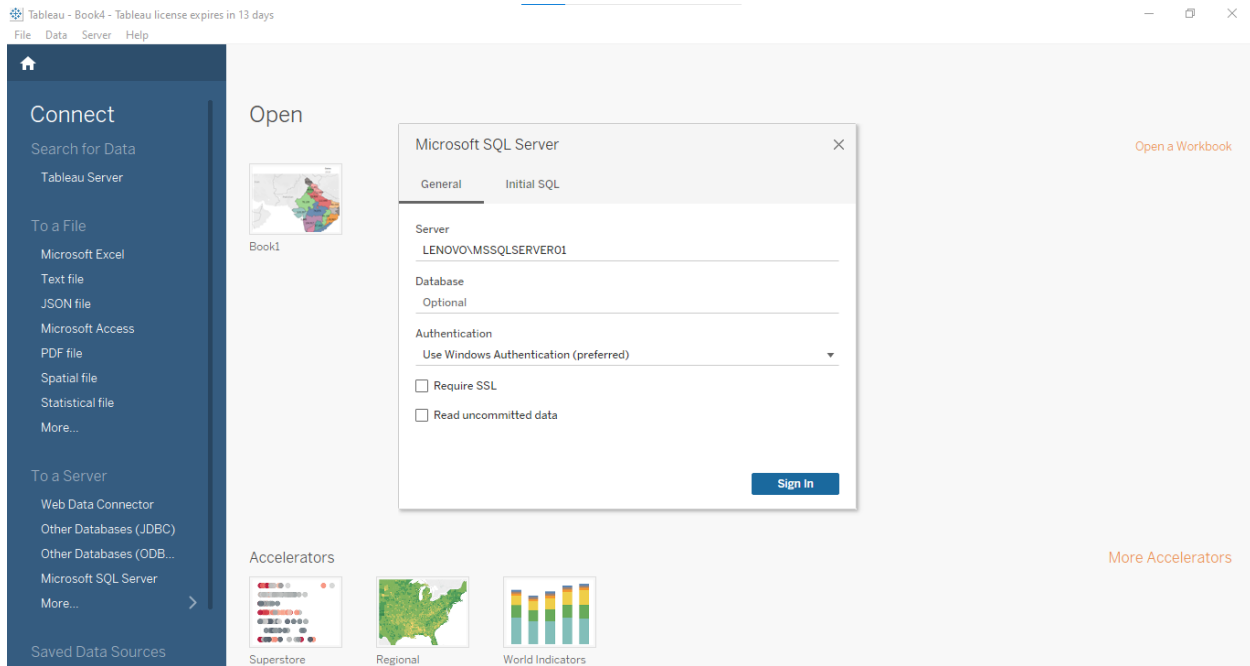 Tableau - Book4 - Tableau license expires in 13 days
File Data Server Help
Connect
Search for Data
Tableau Server
To a File
Microsoft Excel
Text file
JSON file
Microsoft Access
PDF file
Spatial file
Statistical file
More...
To a Server
Web Data Connector
Other Databases (JDBC)
Other Databases (ODB...
Microsoft SQL Server
More...
Saved Data Sources
Open
Open a Workbook
Book1
Microsoft SQL Server
General Initial SQL
Server
LENOVO\MSSQLSERVER01
Database
Optional
Authentication
Use Windows Authentication (preferred)
Require SSL
Read uncommitted data
Sign In
Accelerators
More Accelerators
Superstore Regional World Indicators